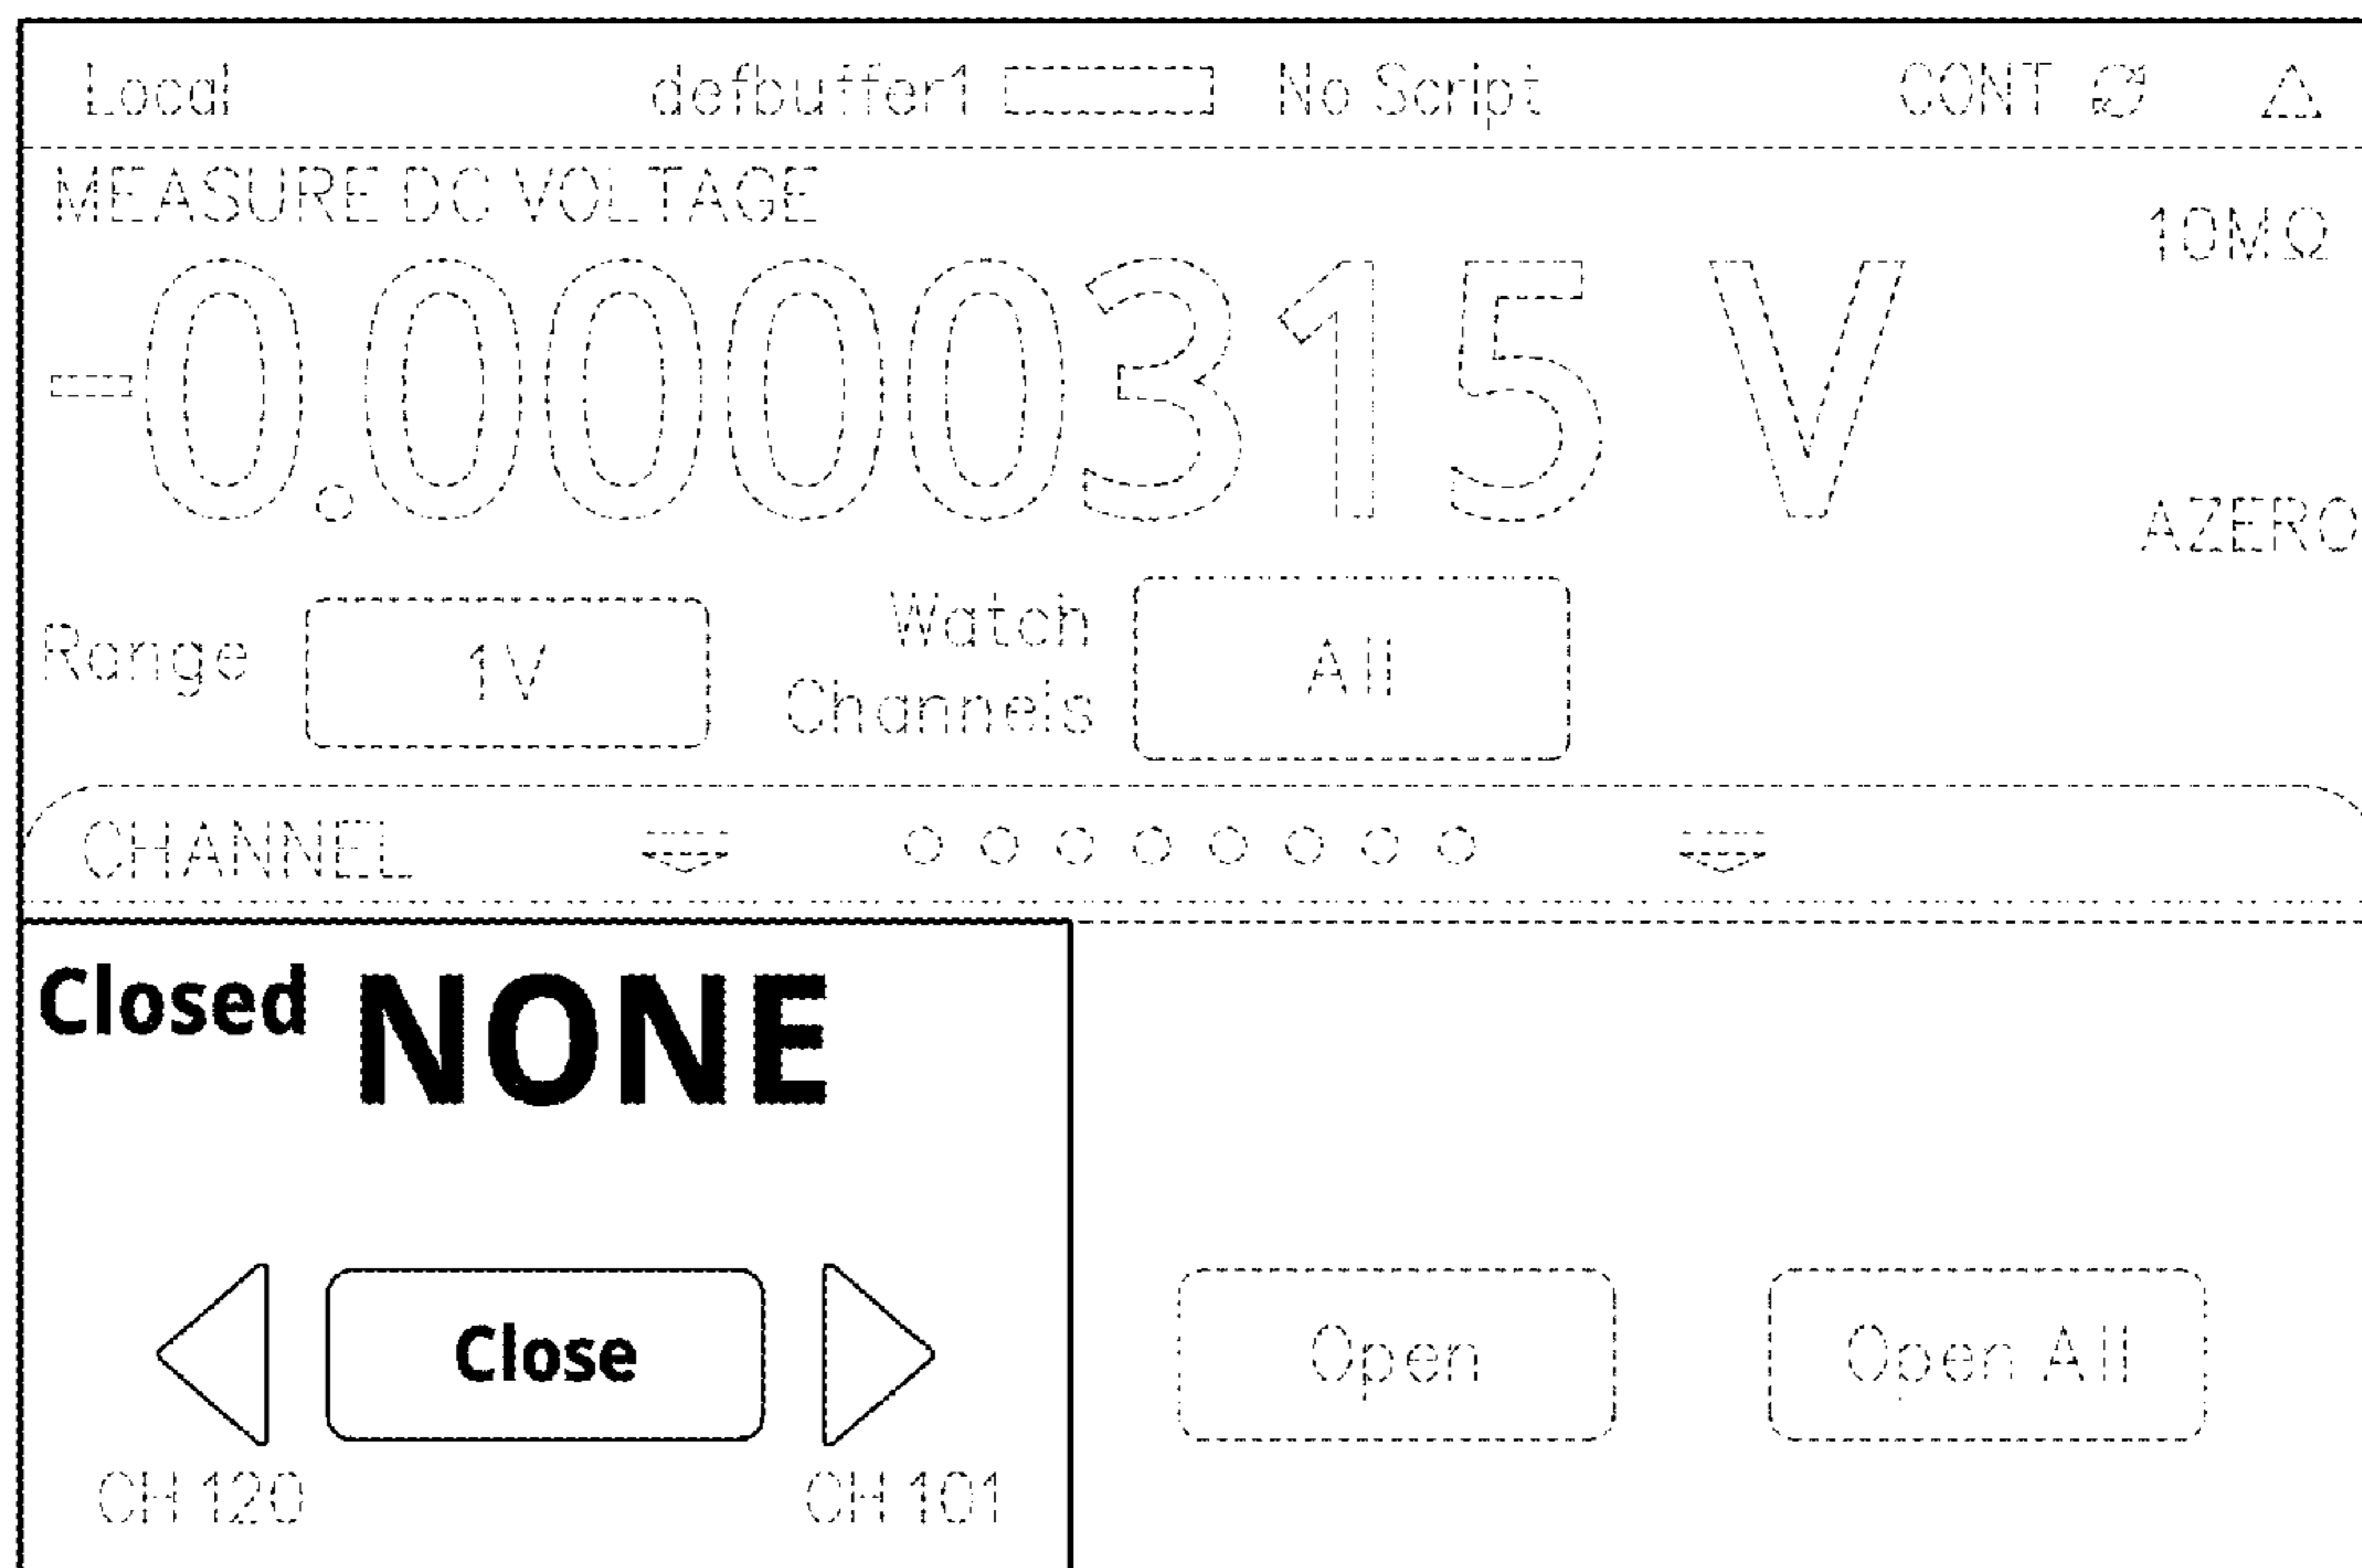 Local defbuffer1 No Script CONT
MEASURE DC VOLTAGE
10MΩ
-0.0000315 V
AZERO
Range 1V
Watch Channels All
CHANNEL
Closed NONE
Close Open Open All
CH 120 CH 101